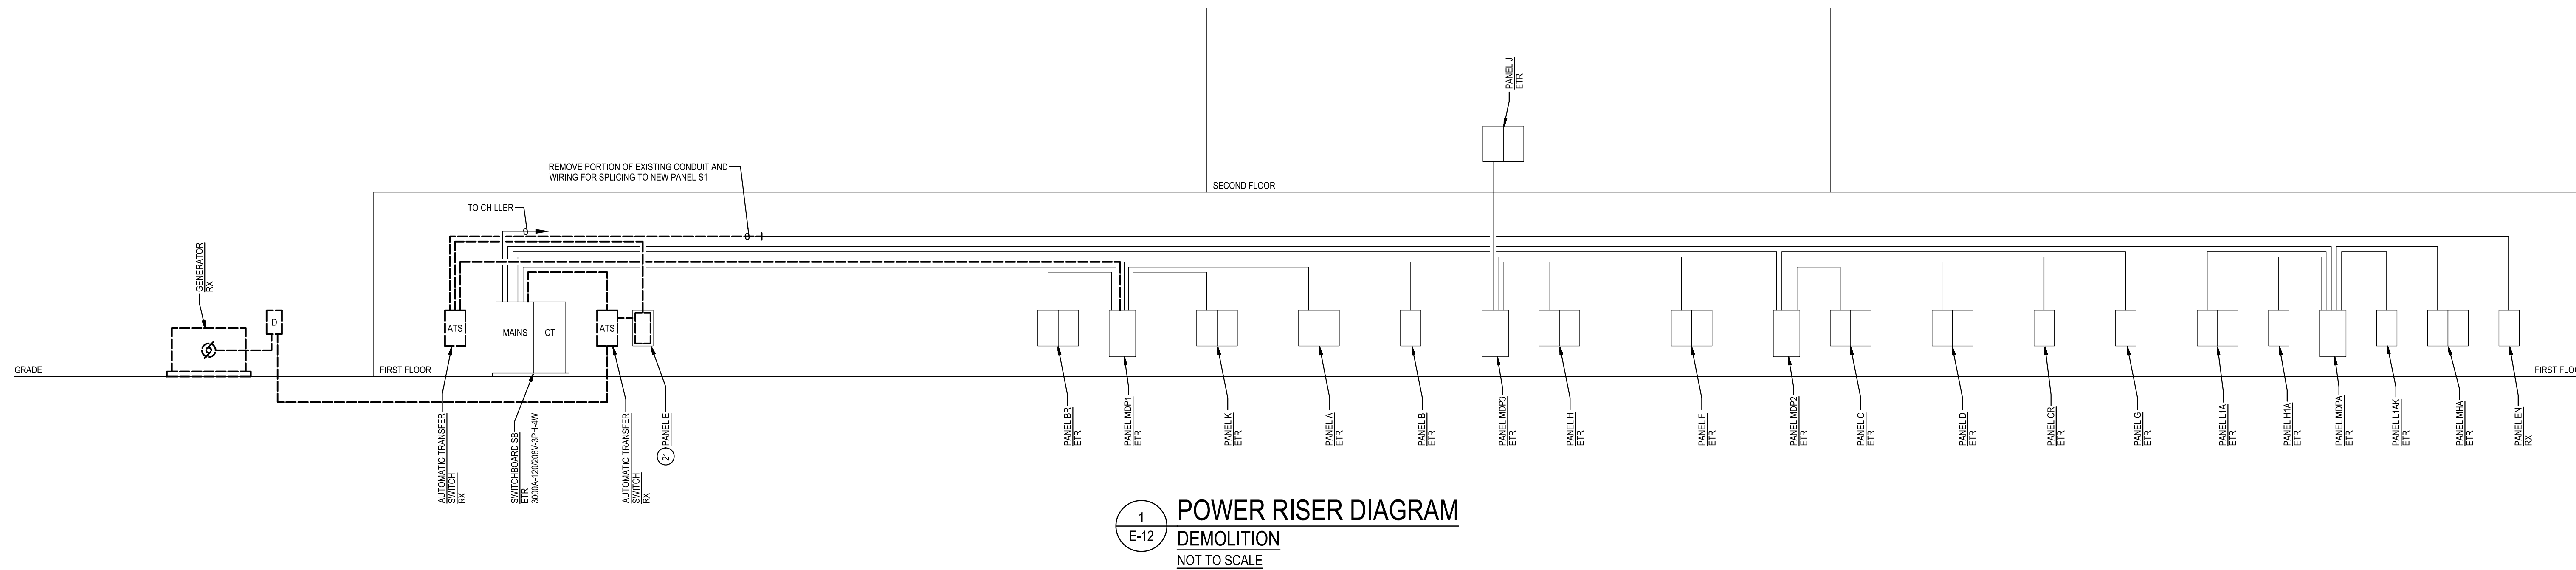 PANEL J
ETR
REMOVE PORTION OF EXISTING CONDUIT AND
WIRING FOR SPLICING TO NEW PANEL S1
SECOND FLOOR
TO CHILLER
GENERATOR
RX
D
ATS
MAINS
CT
ATS
GRADE
FIRST FLOOR
FIRST FLOO
AUTOMATIC TRANSFER
SWITCH
RX
SWITCHBOARD SB
ETR
3000A-120/208V-3PH-4W
AUTOMATIC TRANSFER
SWITCH
RX
21 PANEL E
PANEL BR
ETR
PANEL MDP1
ETR
PANEL K
ETR
PANEL A
ETR
PANEL B
ETR
PANEL MDP3
ETR
PANEL H
ETR
PANEL F
ETR
PANEL MDP2
ETR
PANEL C
ETR
PANEL D
ETR
PANEL CR
ETR
PANEL G
ETR
PANEL L1A
ETR
PANEL H1A
ETR
PANEL MDPA
ETR
PANEL L1AK
ETR
PANEL MHA
ETR
PANEL EN
RX
1
E-12
POWER RISER DIAGRAM
DEMOLITION
NOT TO SCALE